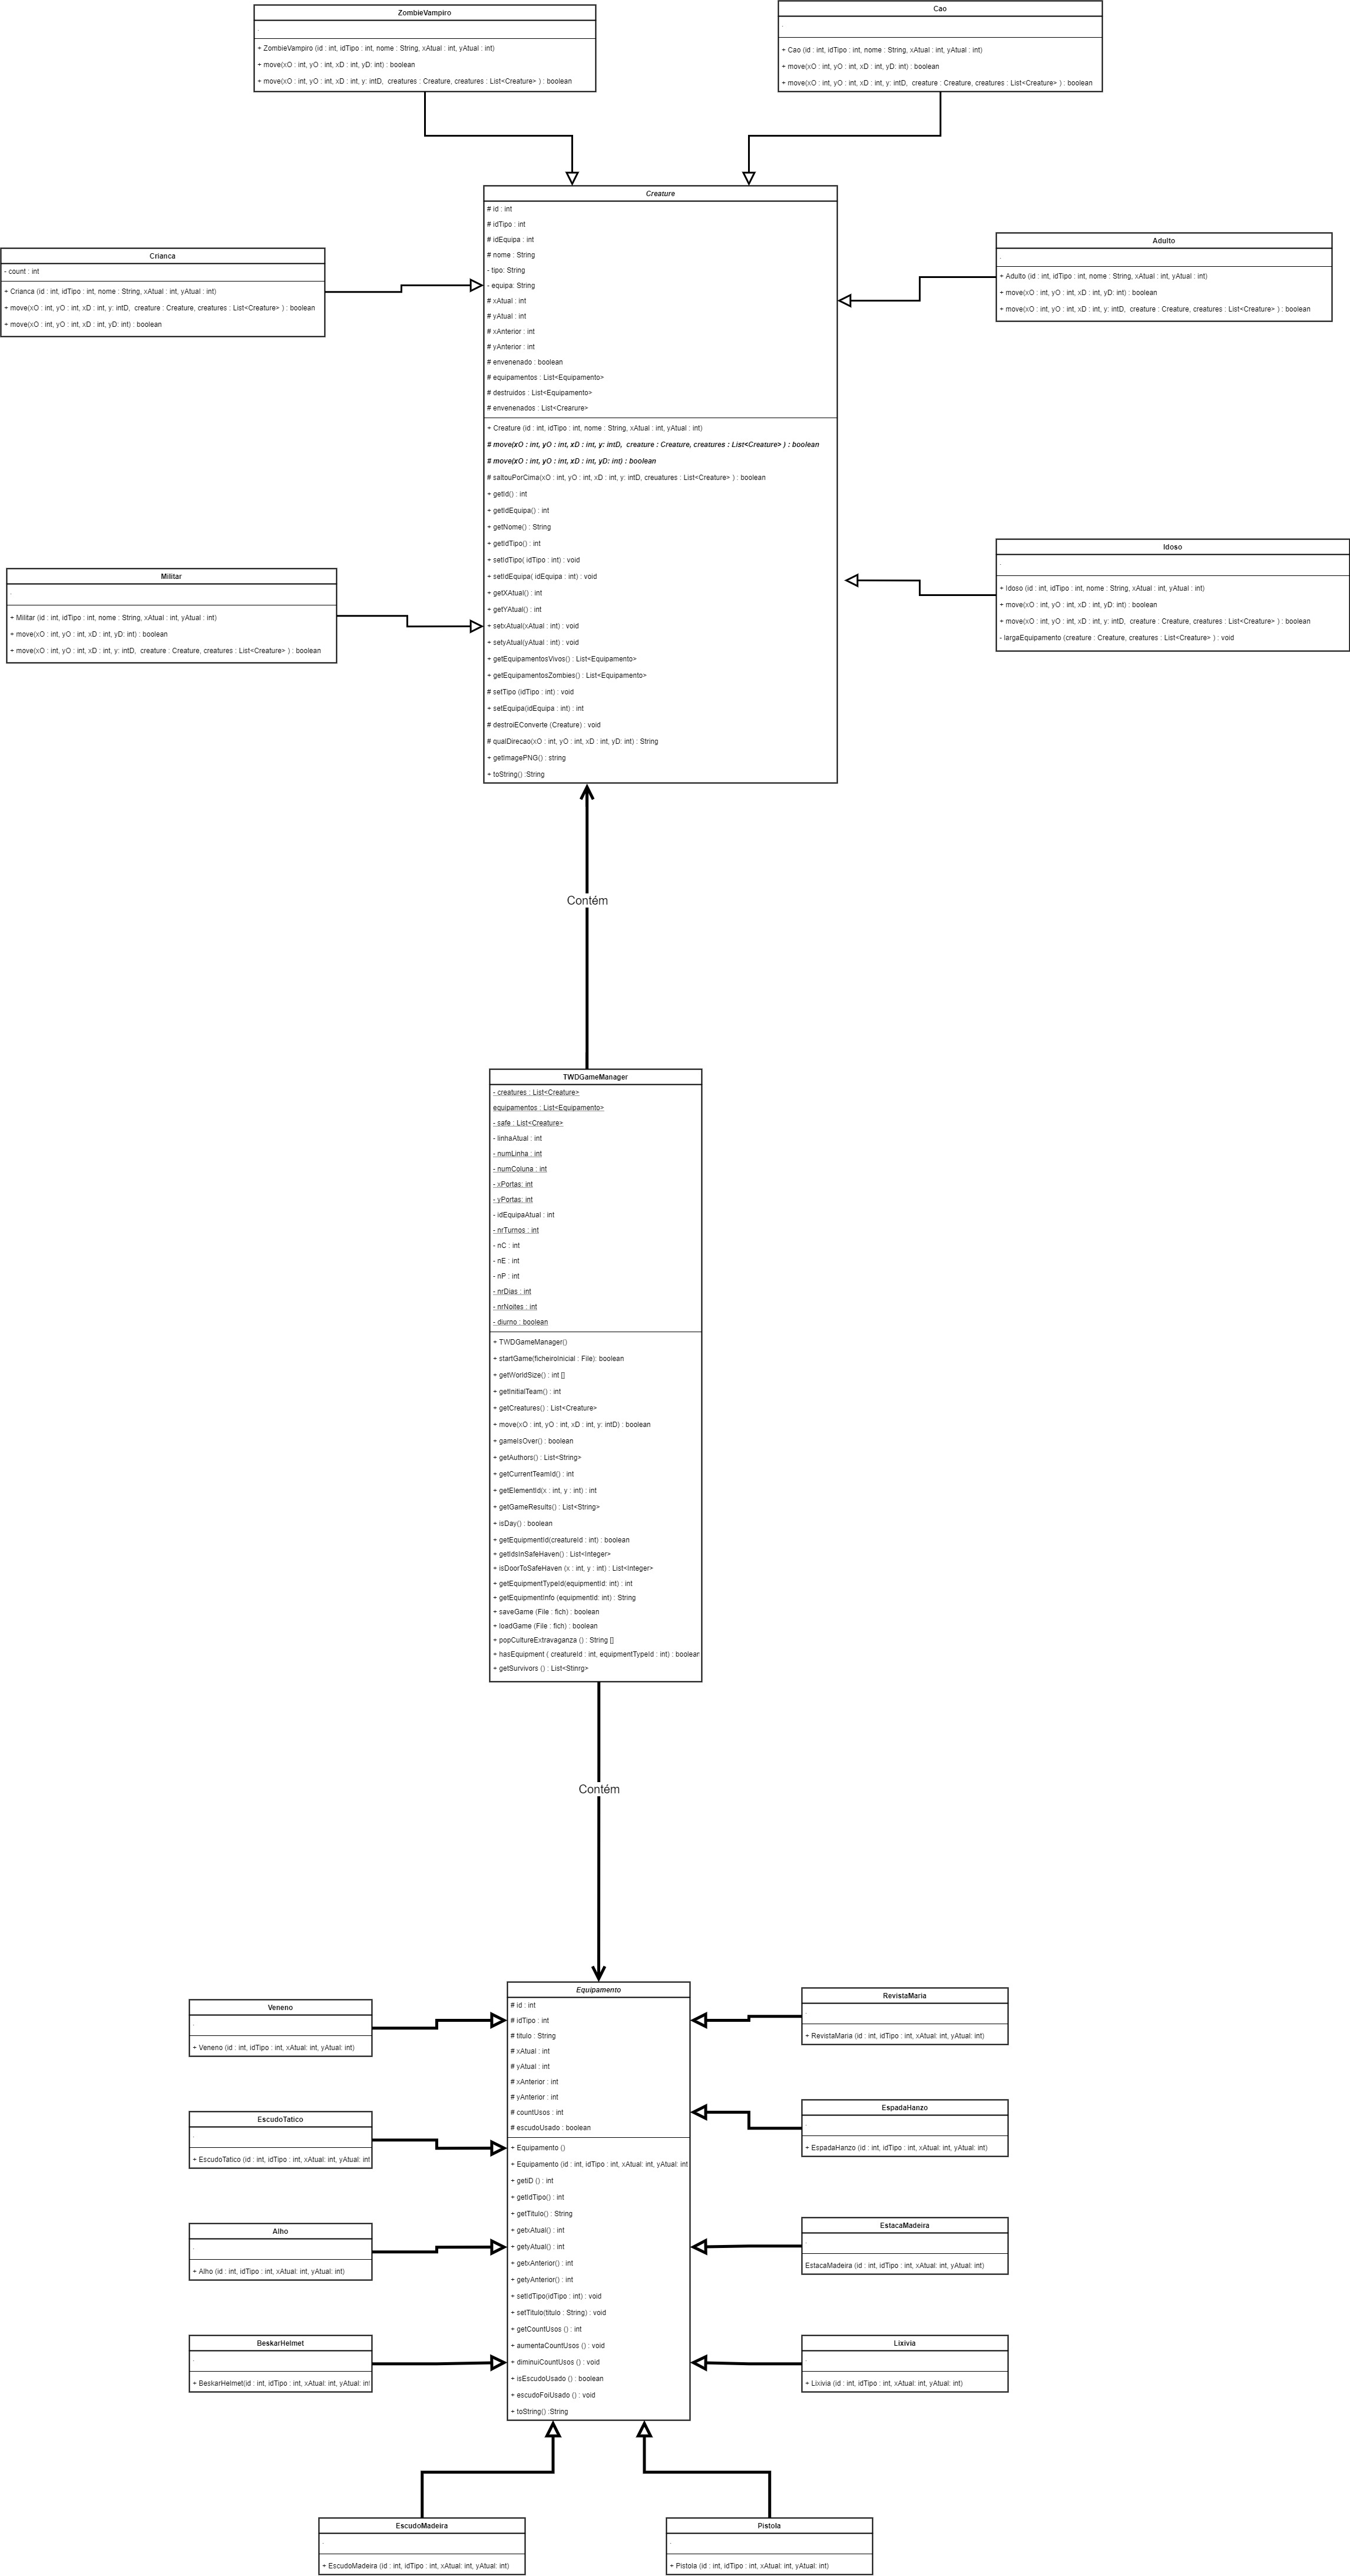 ZombieVampiro
+ ZombieVampiro (id : int, idTipo : int, nome : String, xAtual : int, yAtual : int)
+ move(xO : int, yO : int, xD : int, yD: int) : boolean
+ move(xO : int, yO : int, xD : int, y: intD,  creatures : Creature, creatures : List<Creature> ) : boolean
Cao
+ Cao (id : int, idTipo : int, nome : String, xAtual : int, yAtual : int)
+ move(xO : int, yO : int, xD : int, yD: int) : boolean
+ move(xO : int, yO : int, xD : int, y: intD,  creature : Creature, creatures : List<Creature> ) : boolean
Creature
# id : int
# idTipo : int
# idEquipa : int
# nome : String
- tipo: String
- equipa: String
# xAtual : int
# yAtual : int
# xAnterior : int
# yAnterior : int
# envenenado : boolean
# equipamentos : List<Equipamento>
# destruidos : List<Equipamento>
# envenenados : List<Crearure>
+ Creature (id : int, idTipo : int, nome : String, xAtual : int, yAtual : int)
# move(xO : int, yO : int, xD : int, y: intD,  creature : Creature, creatures : List<Creature> ) : boolean
# move(xO : int, yO : int, xD : int, yD: int) : boolean
# saltouPorCima(xO : int, yO : int, xD : int, y: intD, creuatures : List<Creature> ) : boolean
+ getId() : int
+ getIdEquipa() : int
+ getNome() : String
+ getIdTipo() : int
+ setIdTipo( idTipo : int) : void
+ setIdEquipa( idEquipa : int) : void
+ getXAtual() : int
+ getYAtual() : int
+ setxAtual(xAtual : int) : void
+ setyAtual(yAtual : int) : void
+ getEquipamentosVivos() : List<Equipamento>
+ getEquipamentosZombies() : List<Equipamento>
# setTipo (idTipo : int) : void
+ setEquipa(idEquipa : int) : int
# destroiEConverte (Creature) : void
# qualDirecao(xO : int, yO : int, xD : int, yD: int) : String
+ getImagePNG() : string
+ toString() :String
Crianca
- count : int
+ Crianca (id : int, idTipo : int, nome : String, xAtual : int, yAtual : int)
+ move(xO : int, yO : int, xD : int, y: intD,  creature : Creature, creatures : List<Creature> ) : boolean
+ move(xO : int, yO : int, xD : int, yD: int) : boolean
Adulto
+ Adulto (id : int, idTipo : int, nome : String, xAtual : int, yAtual : int)
+ move(xO : int, yO : int, xD : int, yD: int) : boolean
+ move(xO : int, yO : int, xD : int, y: intD,  creature : Creature, creatures : List<Creature> ) : boolean
Militar
+ Militar (id : int, idTipo : int, nome : String, xAtual : int, yAtual : int)
+ move(xO : int, yO : int, xD : int, yD: int) : boolean
+ move(xO : int, yO : int, xD : int, y: intD,  creature : Creature, creatures : List<Creature> ) : boolean
Idoso
+ Idoso (id : int, idTipo : int, nome : String, xAtual : int, yAtual : int)
+ move(xO : int, yO : int, xD : int, yD: int) : boolean
+ move(xO : int, yO : int, xD : int, y: intD,  creature : Creature, creatures : List<Creature> ) : boolean
- largaEquipamento (creature : Creature, creatures : List<Creature> ) : void
Contém
TWDGameManager
- creatures : List<Creature>
equipamentos : List<Equipamento>
- safe : List<Creature>
- linhaAtual : int
- numLinha : int
- numColuna : int
- xPortas: int
- yPortas: int
- idEquipaAtual : int
- nrTurnos : int
- nC : int
- nE : int
- nP : int
- nrDias : int
- nrNoites : int
- diurno : boolean
+ TWDGameManager()
+ startGame(ficheiroInicial : File): boolean
+ getWorldSize() : int []
+ getInitialTeam() : int
+ getCreatures() : List<Creature>
+ move(xO : int, yO : int, xD : int, y: intD) : boolean
+ gameIsOver() : boolean
+ getAuthors() : List<String>
+ getCurrentTeamId() : int
+ getElementId(x : int, y : int) : int
+ getGameResults() : List<String>
+ isDay() : boolean
+ getEquipmentId(creatureId : int) : boolean
+ getIdsInSafeHaven() : List<Integer>
+ isDoorToSafeHaven (x : int, y : int) : List<Integer>
+ getEquipmentTypeId(equipmentId: int) : int
+ getEquipmentInfo (equipmentId: int) : String
+ saveGame (File : fich) : boolean
+ loadGame (File : fich) : boolean
+ popCultureExtravaganza () : String []
+ hasEquipment ( creatureId : int, equipmentTypeId : int) : boolean
+ getSurvivors () : List<Stinrg>
Contém
Equipamento
# id : int
# idTipo : int
# titulo : String
# xAtual : int
# yAtual : int
# xAnterior : int
# yAnterior : int
# countUsos : int
# escudoUsado : boolean
+ Equipamento ()
+ Equipamento (id : int, idTipo : int, xAtual: int, yAtual: int
+ getiD () : int
+ getIdTipo() : int
+ getTitulo() : String
+ getxAtual() : int
+ getyAtual() : int
+ getxAnterior() : int
+ getyAnterior() : int
+ setIdTipo(idTipo : int) : void
+ setTitulo(titulo : String) : void
+ getCountUsos () : int
+ aumentaCountUsos () : void
+ diminuiCountUsos () : void
+ isEscudoUsado () : boolean
+ escudoFoiUsado () : void
+ toString() :String
Veneno
+ Veneno (id : int, idTipo : int, xAtual: int, yAtual: int)
RevistaMaria
+ RevistaMaria (id : int, idTipo : int, xAtual: int, yAtual: int)
EscudoTatico
+ EscudoTatico (id : int, idTipo : int, xAtual: int, yAtual: int
EspadaHanzo
+ EspadaHanzo (id : int, idTipo : int, xAtual: int, yAtual: int)
Alho
+ Alho (id : int, idTipo : int, xAtual: int, yAtual: int)
EstacaMadeira
EstacaMadeira (id : int, idTipo : int, xAtual: int, yAtual: int)
BeskarHelmet
+ BeskarHelmet(id : int, idTipo : int, xAtual: int, yAtual: int
Lixivia
+ Lixivia (id : int, idTipo : int, xAtual: int, yAtual: int)
EscudoMadeira
+ EscudoMadeira (id : int, idTipo : int, xAtual: int, yAtual: int)
Pistola
+ Pistola (id : int, idTipo : int, xAtual: int, yAtual: int)